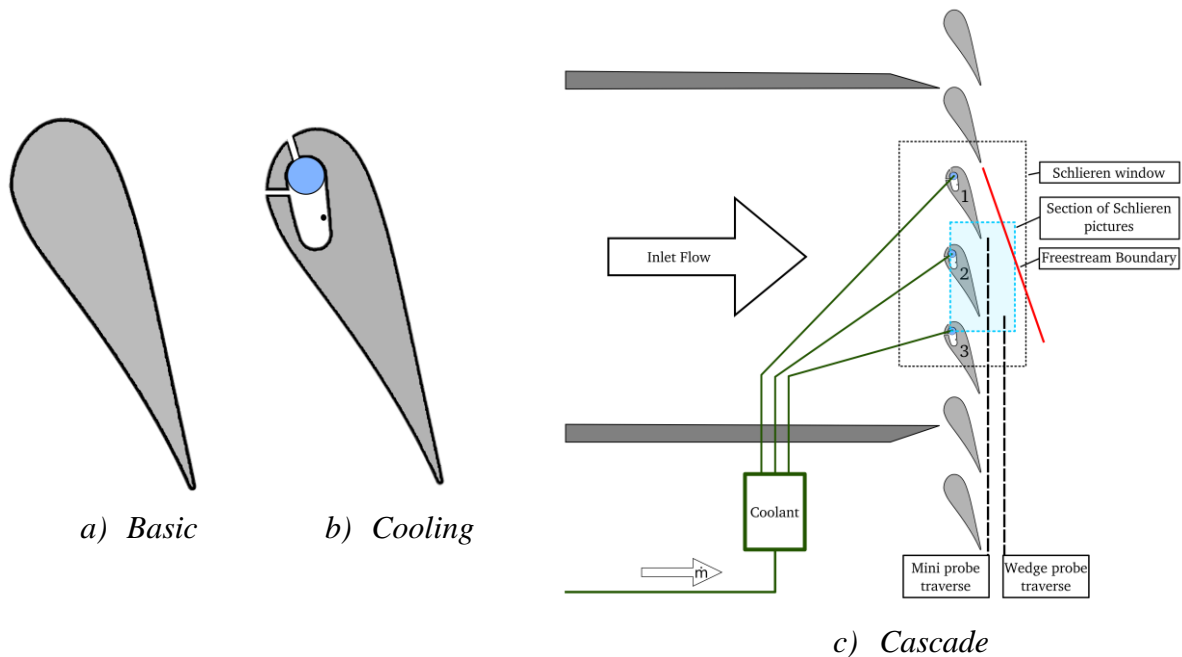 a) Basic
b) Cooling
Inlet Flow
1
2
3
Schlieren window
Section of Schlieren
pictures
Freestream Boundary
Coolant
ṁ
Mini probe
traverse
Wedge probe
traverse
c) Cascade